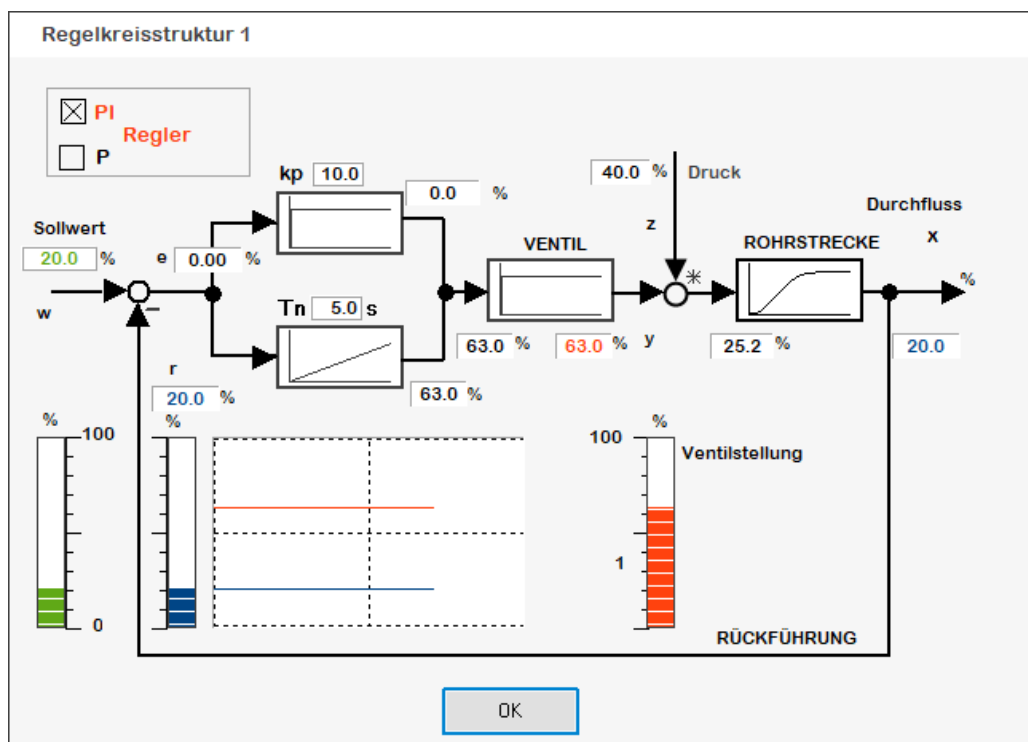 Regelkreisstruktur 1
PI
Regler
P
kp 10.0
0.0 %
40.0 % Druck
Durchfluss
x
Sollwert
20.0 %
e 0.00 %
z
VENTIL
ROHRSTRECKE
*
%
w
−
Tn 5.0 s
63.0 %
63.0 %
y
25.2 %
20.0
r
20.0 %
63.0 %
%
100
0
%
100
%
Ventilstellung
1
RÜCKFÜHRUNG
OK